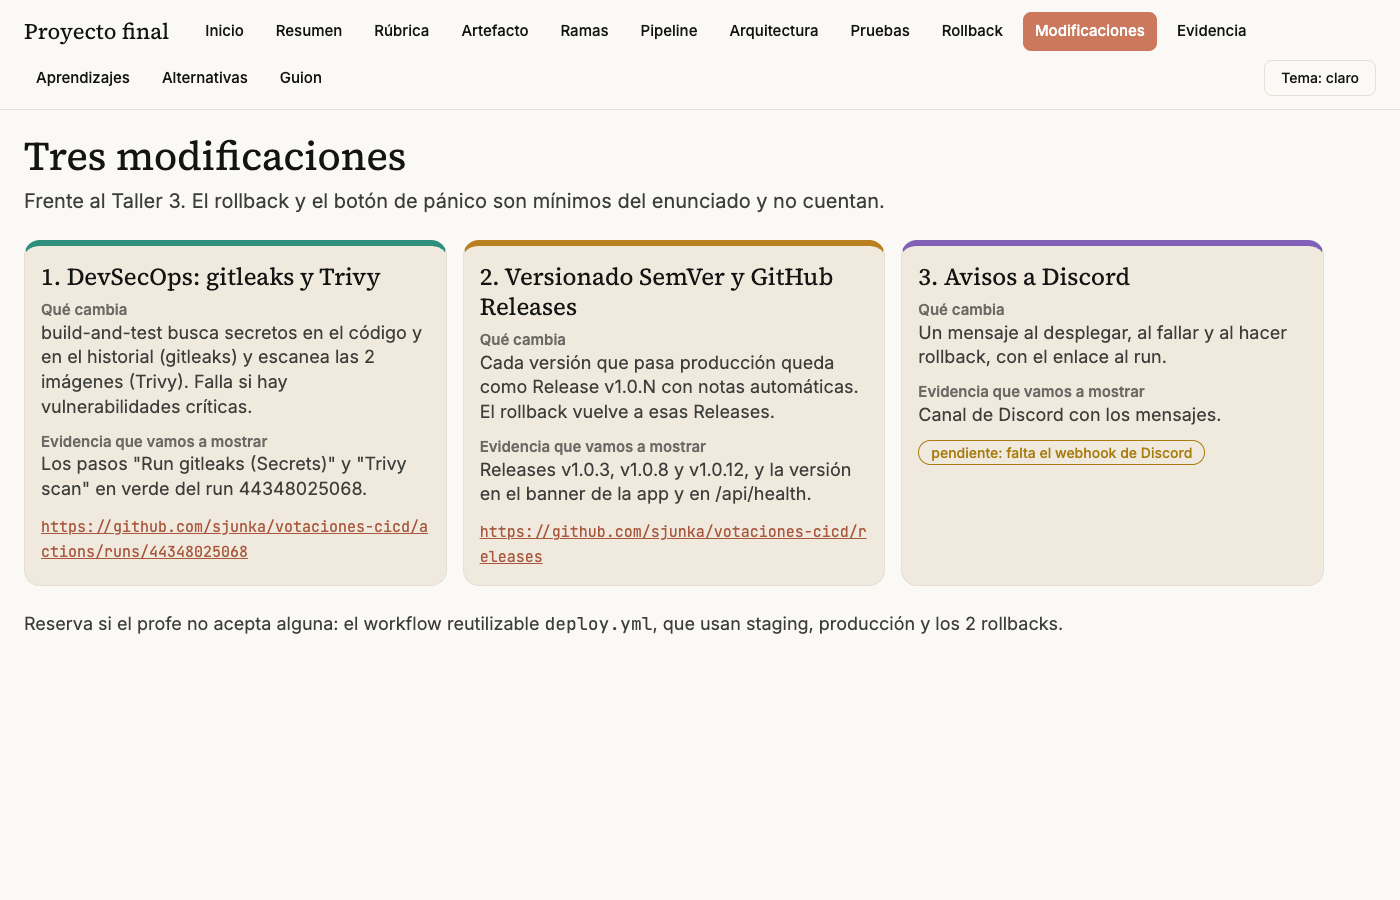 Proyecto final
Inicio
Resumen
Rúbrica
Artefacto
Ramas
Pipeline
Arquitectura
Pruebas
Rollback
Modificaciones
Evidencia
Aprendizajes
Alternativas
Guion
Tema: claro
Tres modificaciones
Frente al Taller 3. El rollback y el botón de pánico son mínimos del enunciado y no cuentan.
1. DevSecOps: gitleaks y Trivy
Qué cambia
build-and-test busca secretos en el código y
en el historial (gitleaks) y escanea las 2
imágenes (Trivy). Falla si hay
vulnerabilidades críticas.
Evidencia que vamos a mostrar
Los pasos "Run gitleaks (Secrets)" y "Trivy
scan" en verde del run 44348025068.
https://github.com/sjunka/votaciones-cicd/a
ctions/runs/44348025068
2. Versionado SemVer y GitHub
Releases
Qué cambia
Cada versión que pasa producción queda
como Release v1.0.N con notas automáticas.
El rollback vuelve a esas Releases.
Evidencia que vamos a mostrar
Releases v1.0.3, v1.0.8 y v1.0.12, y la versión
en el banner de la app y en /api/health.
https://github.com/sjunka/votaciones-cicd/r
eleases
3. Avisos a Discord
Qué cambia
Un mensaje al desplegar, al fallar y al hacer
rollback, con el enlace al run.
Evidencia que vamos a mostrar
Canal de Discord con los mensajes.
pendiente: falta el webhook de Discord
Reserva si el profe no acepta alguna: el workflow reutilizable deploy.yml, que usan staging, producción y los 2 rollbacks.